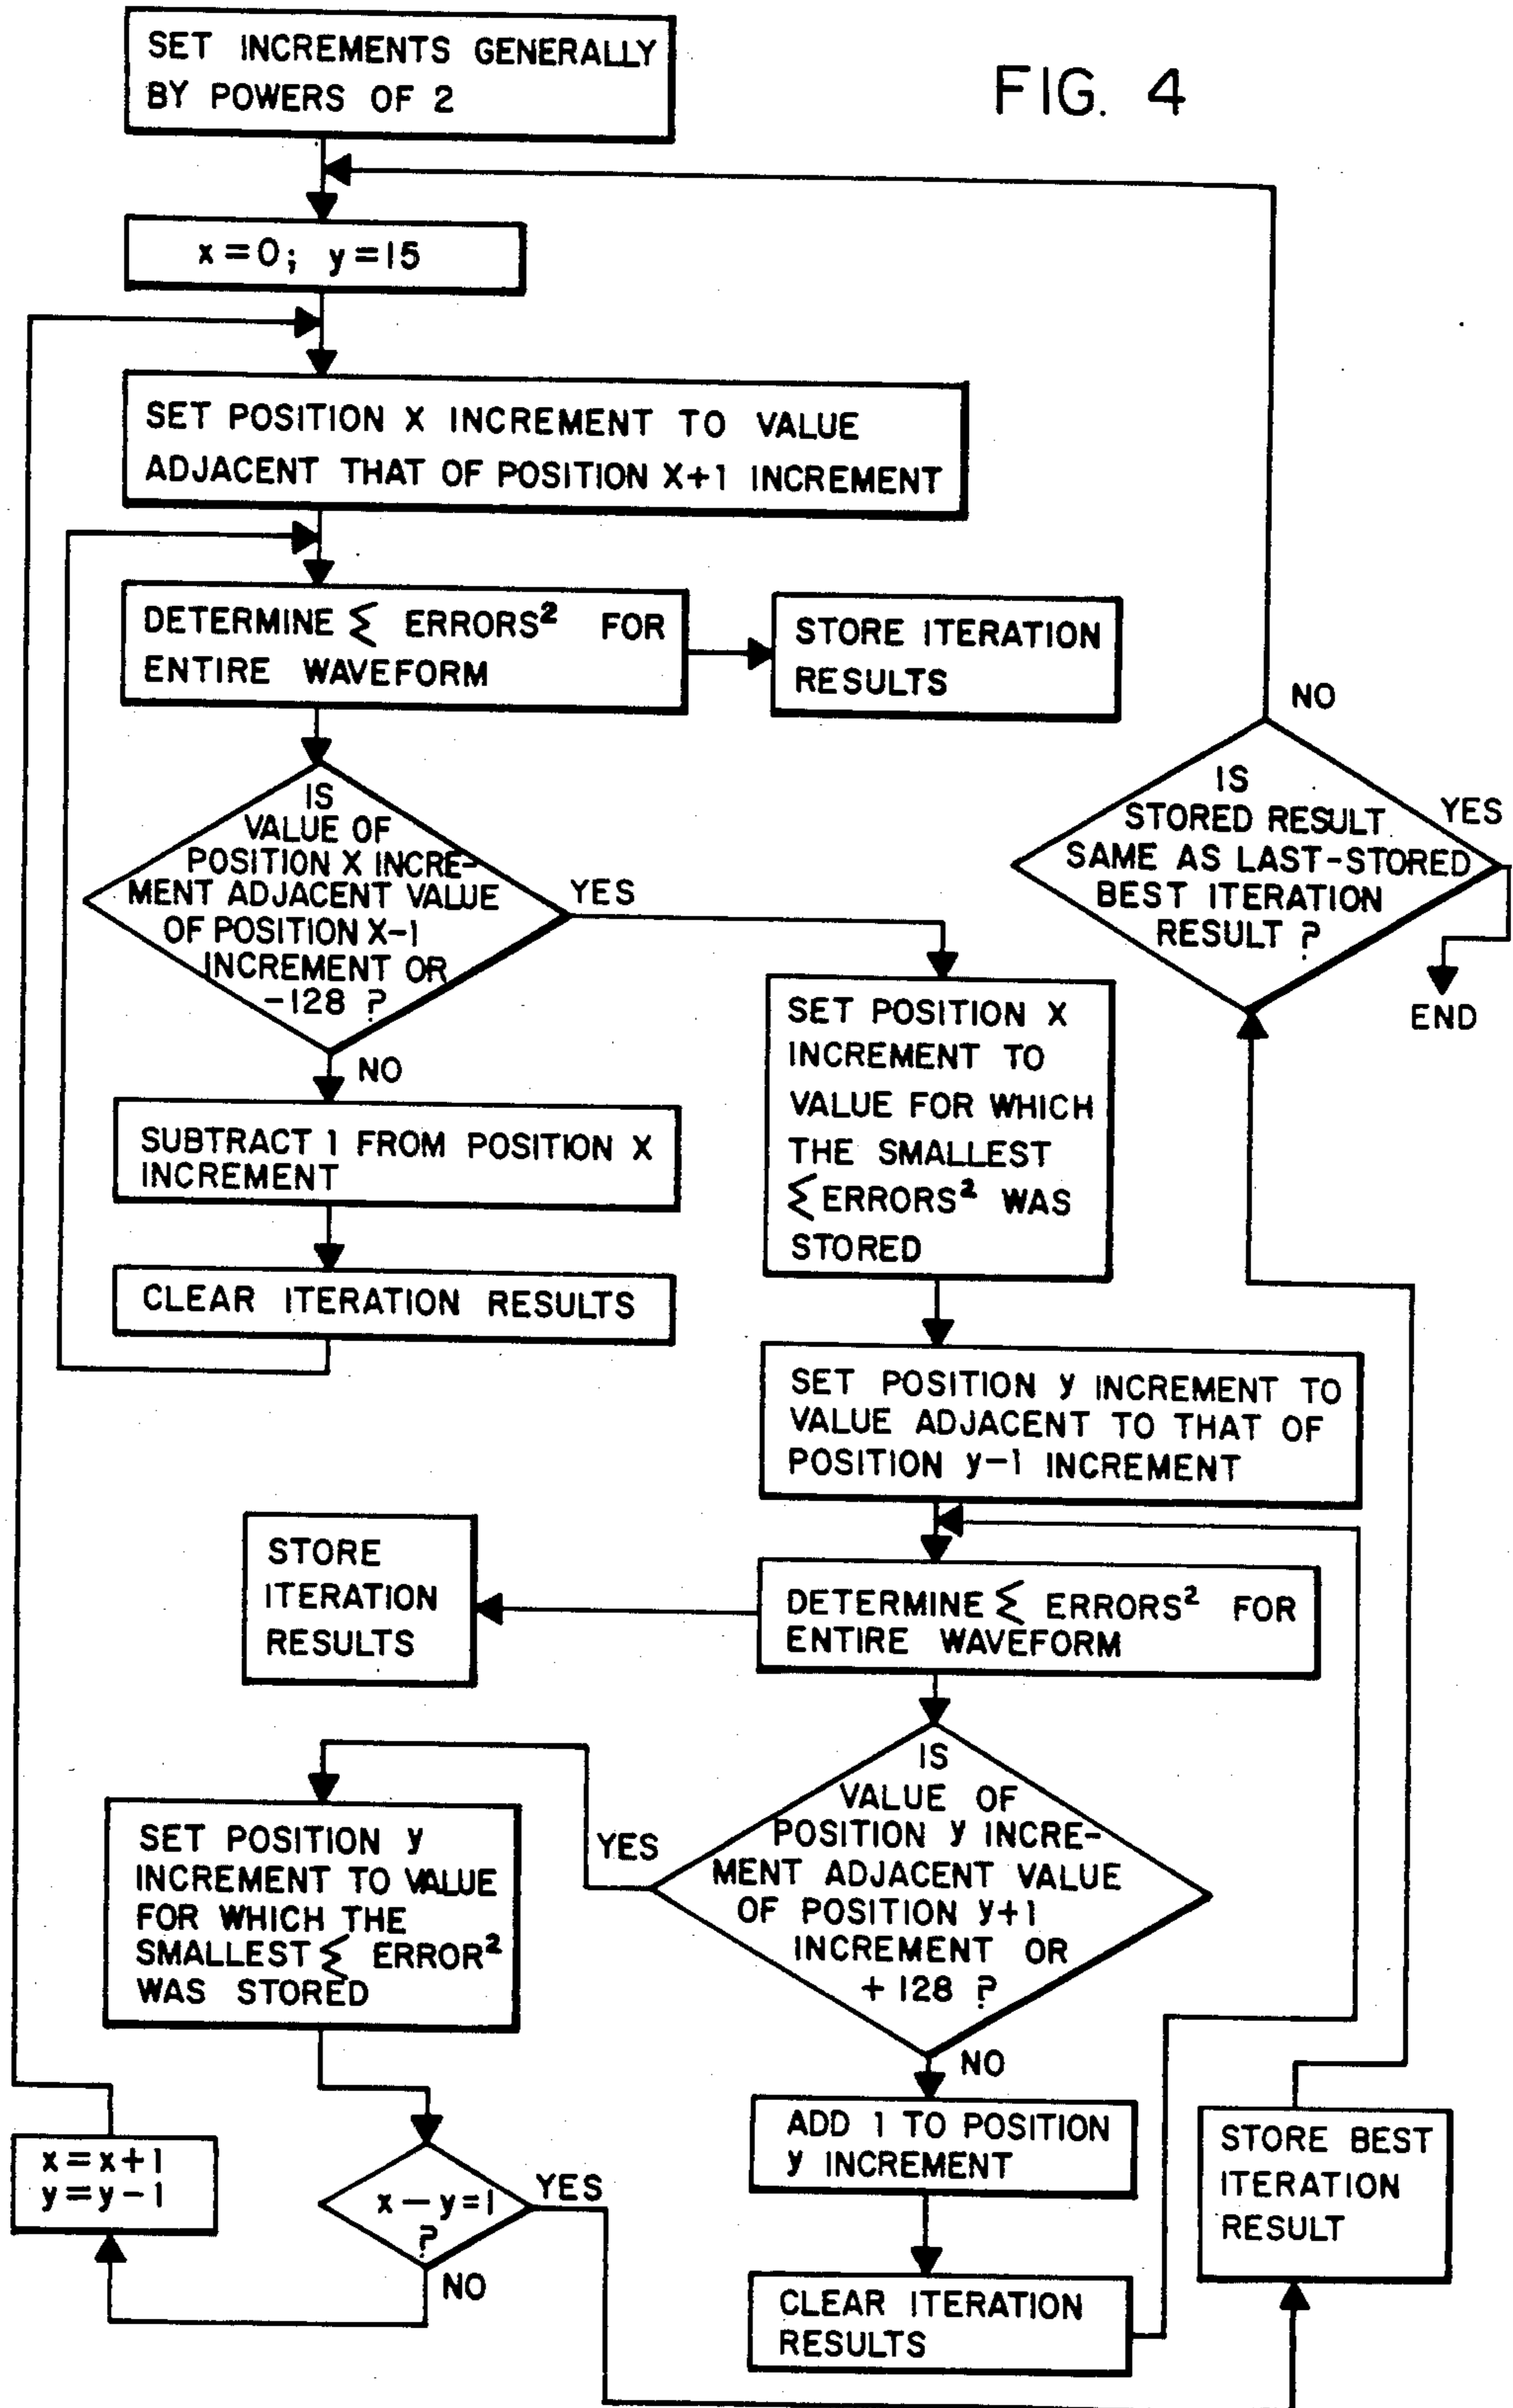 FIG. 4
SET INCREMENTS GENERALLY
BY POWERS OF 2
x=0; y=15
SET POSITION X INCREMENT TO VALUE
ADJACENT THAT OF POSITION X+1 INCREMENT
DETERMINE Σ ERRORS² FOR
ENTIRE WAVEFORM
STORE ITERATION
RESULTS
IS
VALUE OF
POSITION X INCRE-
MENT ADJACENT VALUE
OF POSITION X-1
INCREMENT OR
-128 ?
YES
NO
SUBTRACT 1 FROM POSITION X
INCREMENT
CLEAR ITERATION RESULTS
NO
IS
STORED RESULT
SAME AS LAST-STORED
BEST ITERATION
RESULT ?
YES
END
SET POSITION X
INCREMENT TO
VALUE FOR WHICH
THE SMALLEST
Σ ERRORS² WAS
STORED
SET POSITION y INCREMENT TO
VALUE ADJACENT TO THAT OF
POSITION y-1 INCREMENT
STORE
ITERATION
RESULTS
DETERMINE Σ ERRORS² FOR
ENTIRE WAVEFORM
IS
VALUE OF
POSITION y INCRE-
MENT ADJACENT VALUE
OF POSITION y+1
INCREMENT OR
+128 ?
YES
NO
SET POSITION y
INCREMENT TO VALUE
FOR WHICH THE
SMALLEST Σ ERROR²
WAS STORED
ADD 1 TO POSITION
y INCREMENT
CLEAR ITERATION
RESULTS
x=x+1
y=y-1
x-y=1
?
YES
NO
STORE BEST
ITERATION
RESULT